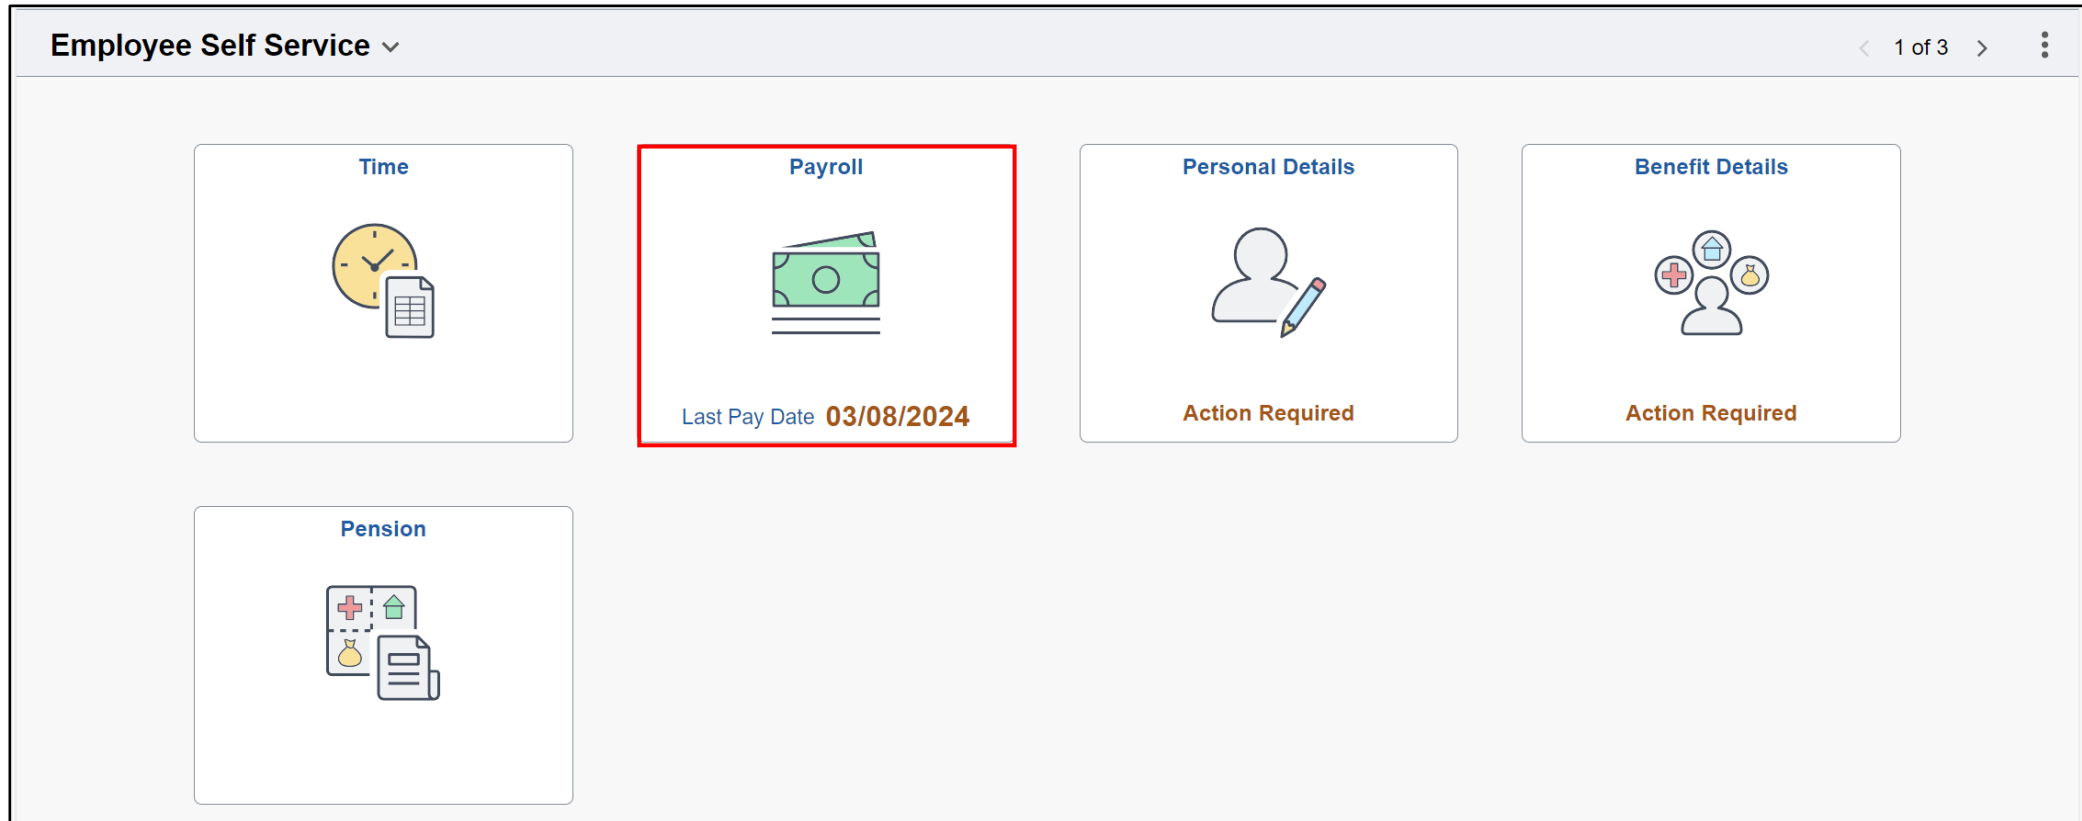 Employee Self Service
1 of 3
Time
Payroll
Last Pay Date 03/08/2024
Personal Details
Action Required
Benefit Details
Action Required
Pension